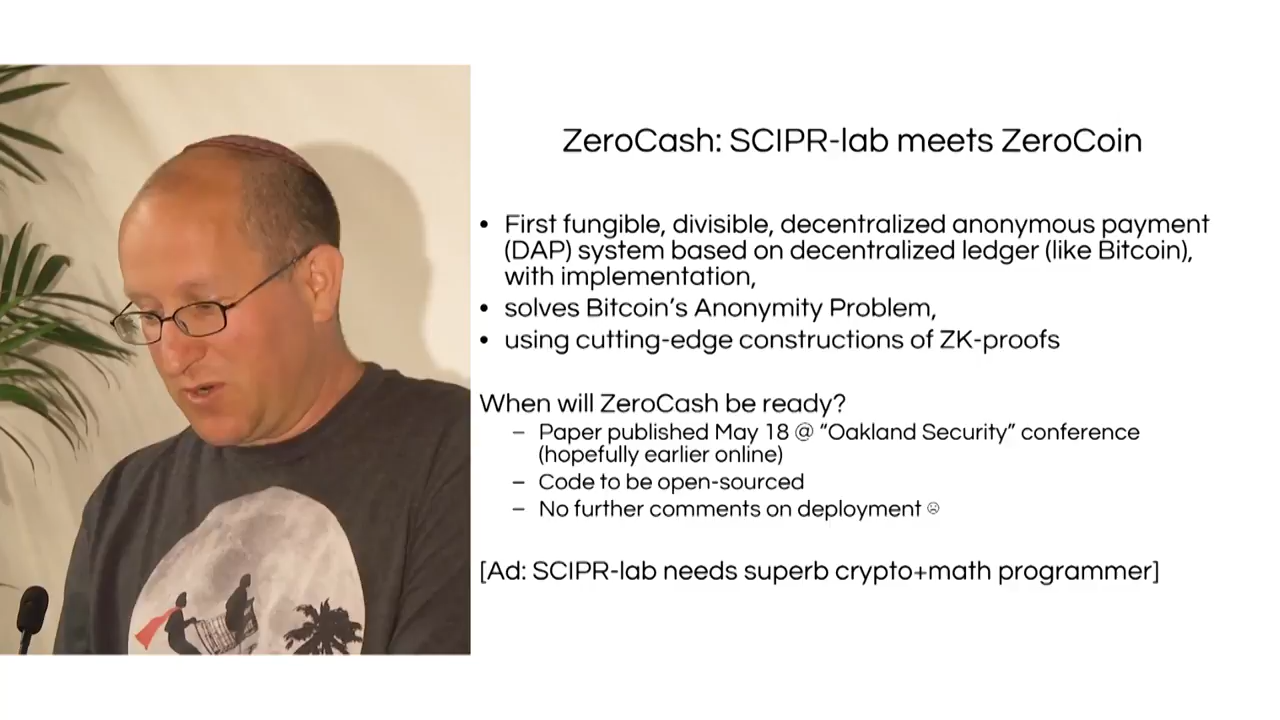 ZeroCash: SCIPR-lab meets ZeroCoin
• First fungible, divisible, decentralized anonymous payment
(DAP) system based on decentralized ledger (like Bitcoin),
with implementation,
• solves Bitcoin's Anonymity Problem,
• using cutting-edge constructions of ZK-proofs
When will ZeroCash be ready?
– Paper published May 18 @ “Oakland Security” conference
(hopefully earlier online)
– Code to be open-sourced
– No further comments on deployment ☹
[Ad: SCIPR-lab needs superb crypto+math programmer]